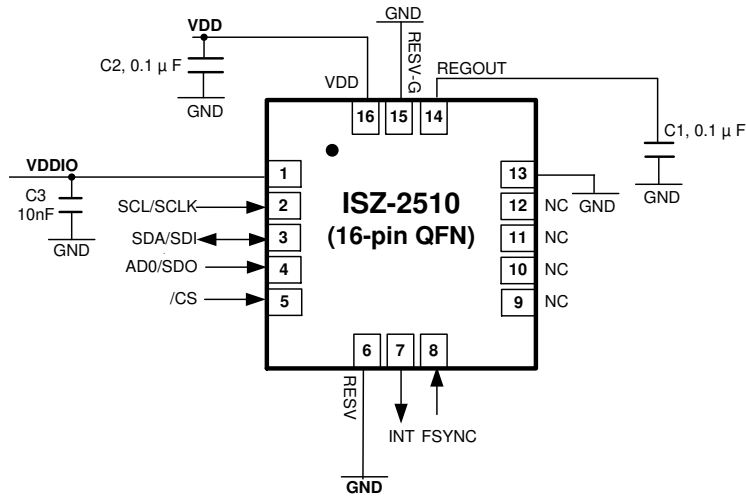 GND
VDD
RESV-G
C2, 0.1 µ F
VDD
REGOUT
GND
16
15
14
C1, 0.1 µ F
VDDIO
1
13
C3
10nF
SCL/SCLK
2
ISZ-2510
12
NC
GND
GND
GND
SDA/SDI
3
(16-pin QFN)
11
NC
AD0/SDO
4
10
NC
/CS
5
9
NC
6
7
8
RESV
INT
FSYNC
GND